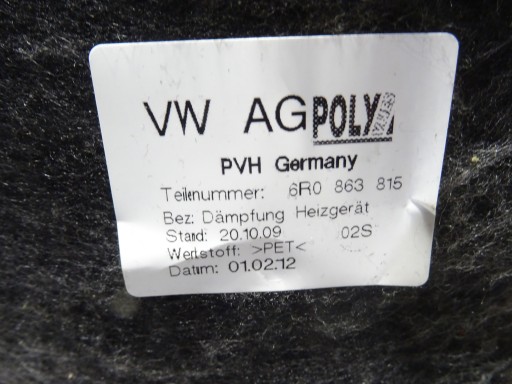 VW AG POLY
PVH Germany
Teilenummer: 6R0 863 815
Bez: Dämpfung Heizgerät
Stand: 20.10.09 02S
Werkstoff: >PET<
Datum: 01.02.12